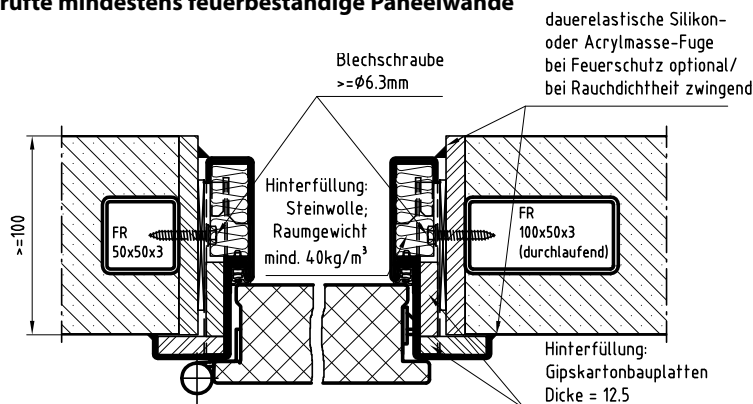 rüfte mindestens feuerbeständige Paneelwände
dauerelastische Silikon-
oder Acrylmasse-Fuge
bei Feuerschutz optional/
bei Rauchdichtheit zwingend
Blechschraube
>=Ø6.3mm
Hinterfüllung:
Steinwolle;
Raumgewicht
mind. 40kg/m³
>=100
FR
50x50x3
FR
100x50x3
(durchlaufend)
Hinterfüllung:
Gipskartonbauplatten
Dicke = 12.5